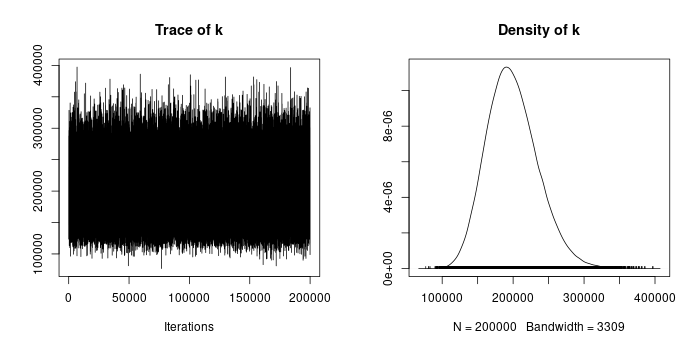 Trace of k
400000
300000
200000
100000
0
50000
100000
150000
200000
Iterations
Density of k
8e-06
4e-06
0e+00
100000
200000
300000
400000
N = 200000 Bandwidth = 3309